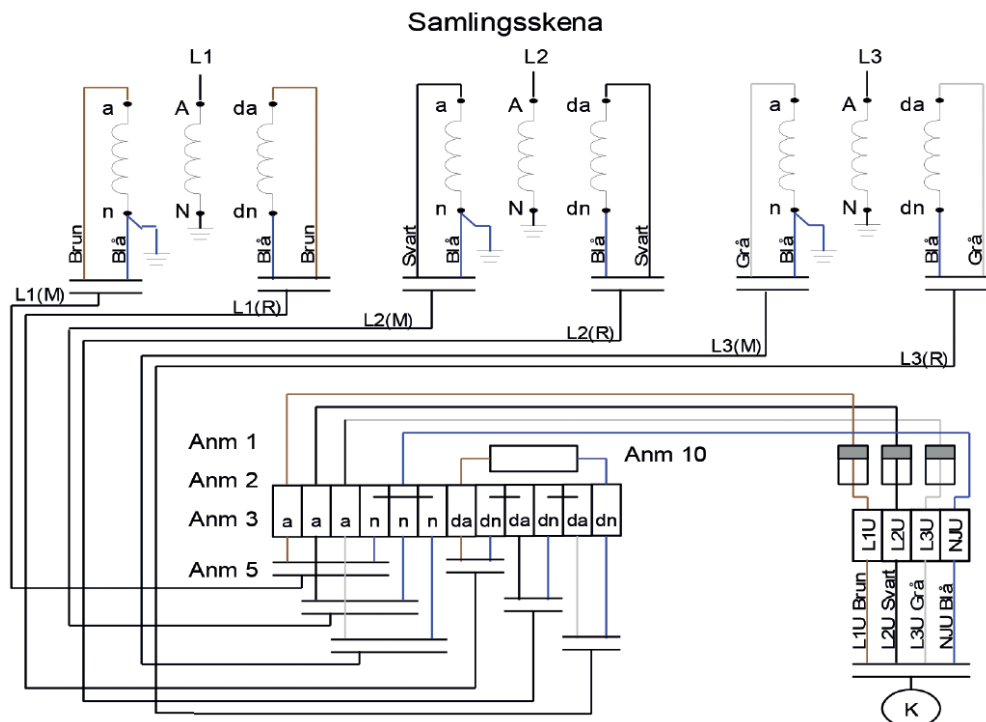 Samlingsskena
L1 L2 L3
a A da a A da a A da
n N dn n N dn n N dn
Brun Blå Blå Brun Svart Blå Blå Svart Grå Blå Blå Grå
L1(M) L1(R) L2(M) L2(R) L3(M) L3(R)
Anm 1
Anm 10
Anm 2
Anm 3
a a a n n n da dn da dn da dn
L1U L2U L3U NJU
Anm 5
L1U Brun L2U Svart L3U Grå NJU Blå
K